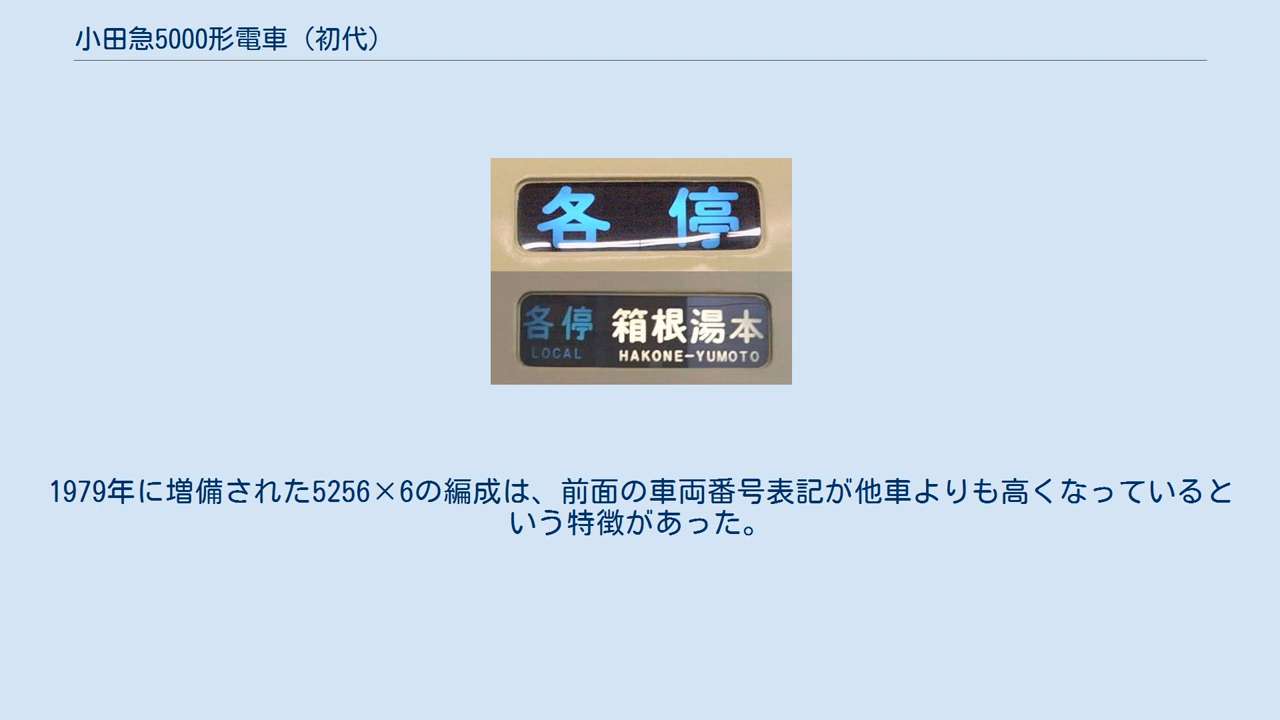 小田急5000形電車（初代）
各 停
各停 箱根湯本
LOCAL HAKONE-YUMOTO
1979年に増備された5256×6の編成は、前面の車両番号表記が他車よりも高くなっていると
いう特徴があった。